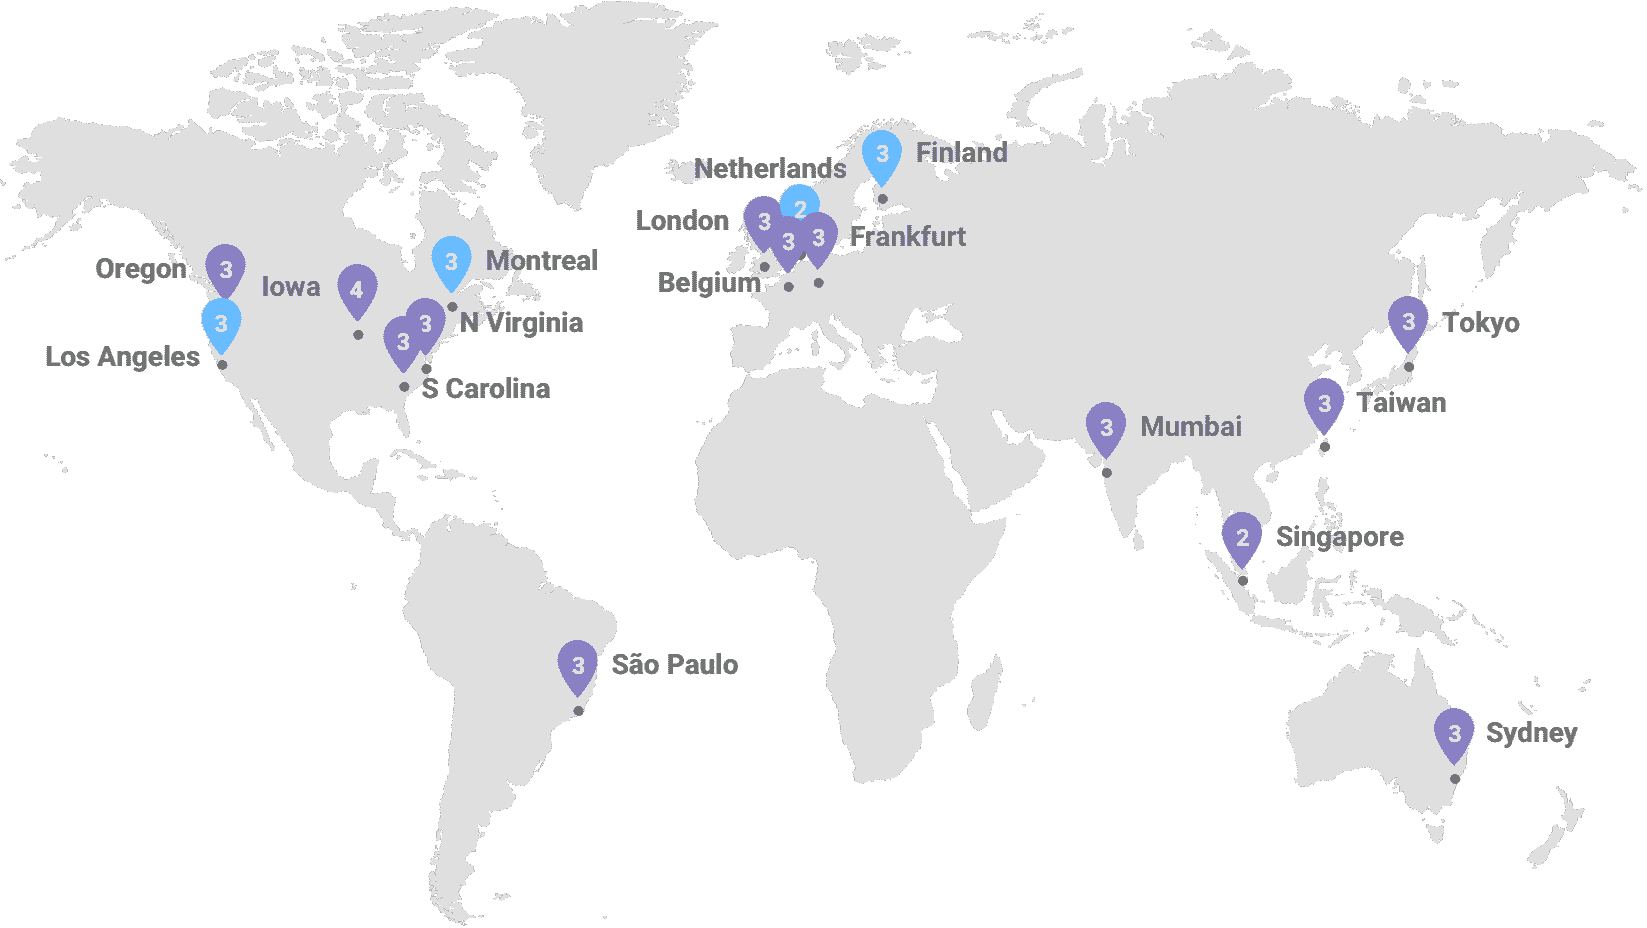 3 Finland
Netherlands
2
London 3
3 Frankfurt
3
Belgium
3 Montreal
Oregon 3
Iowa 4
3 N Virginia
3
Los Angeles
3
S Carolina
3 Tokyo
3 Taiwan
3 Mumbai
2 Singapore
3 São Paulo
3 Sydney